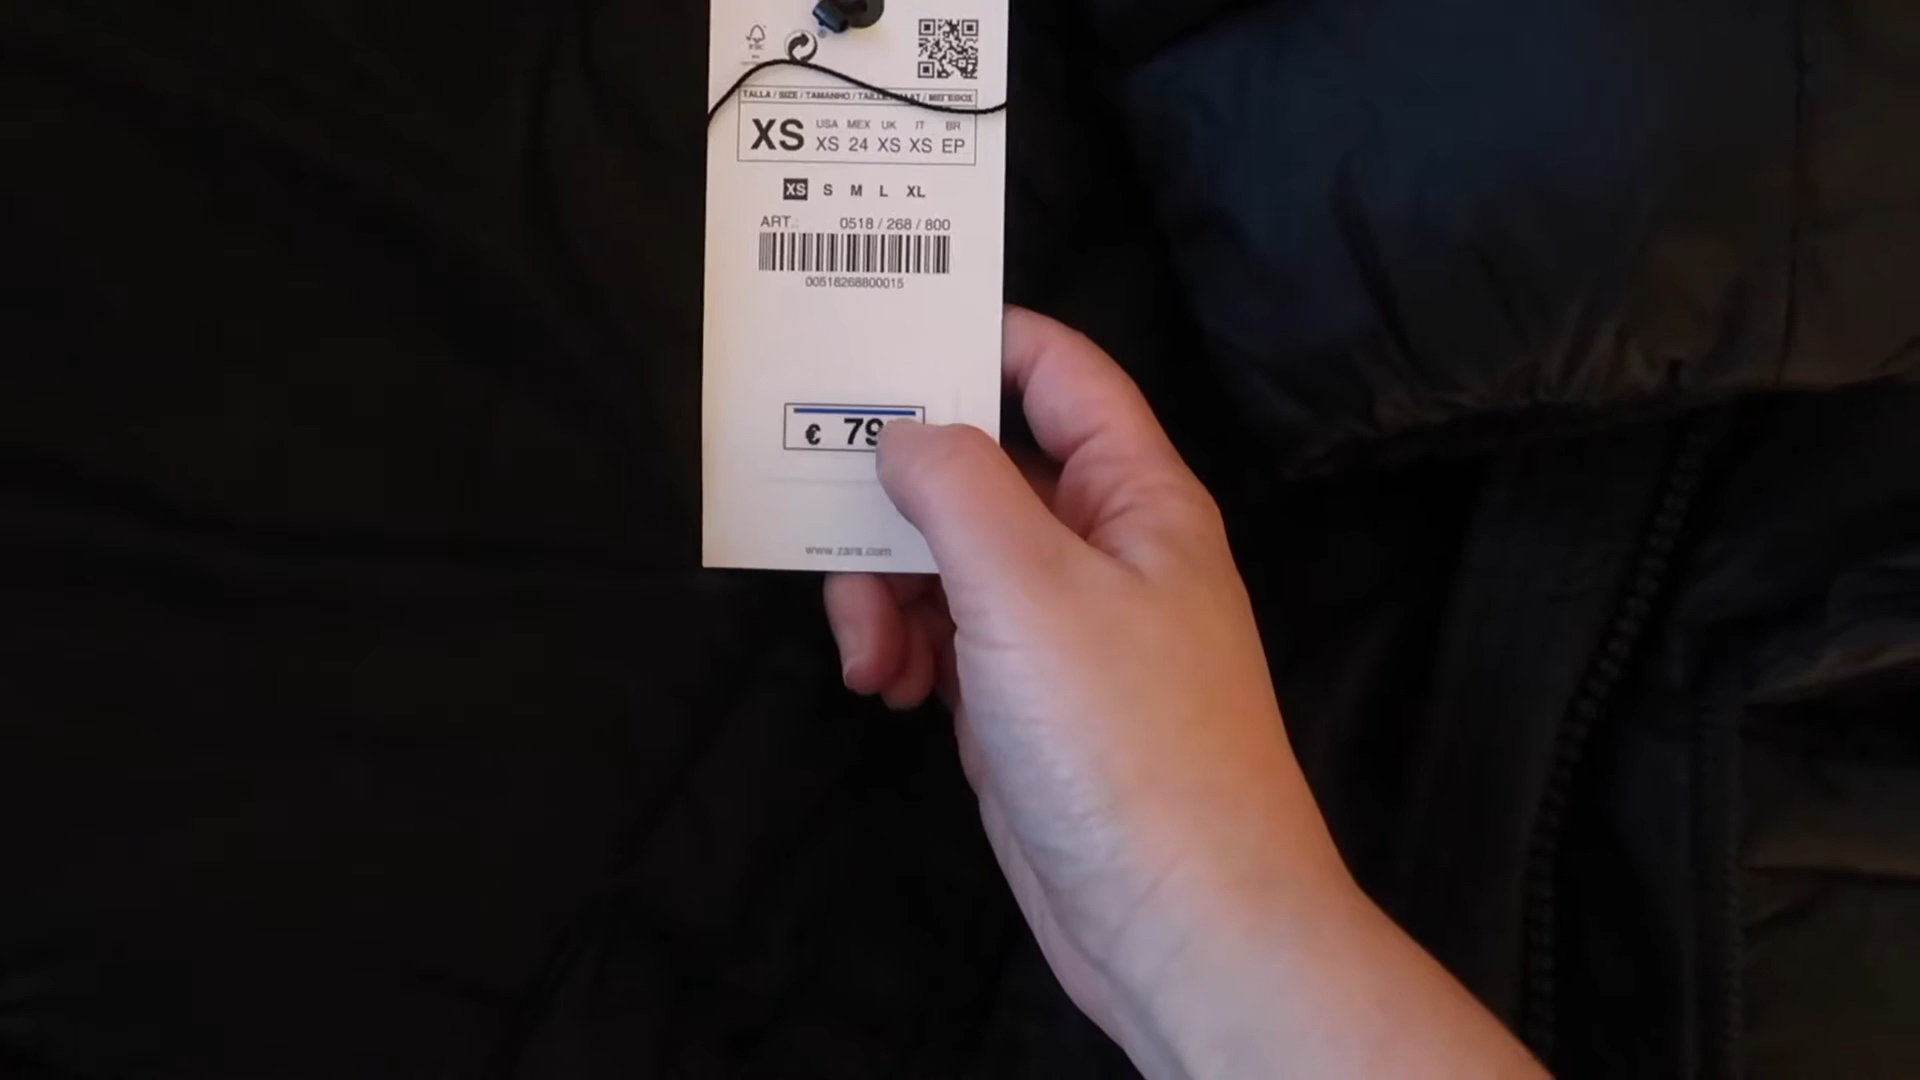 FSC
TALLA / SIZE / TAMANHO /
XS
USA MEX UK IT BR
XS 24 XS XS EP
XS S M L XL
ART.: 0518 / 268 / 800
00518268800015
€ 79
www.zara.com